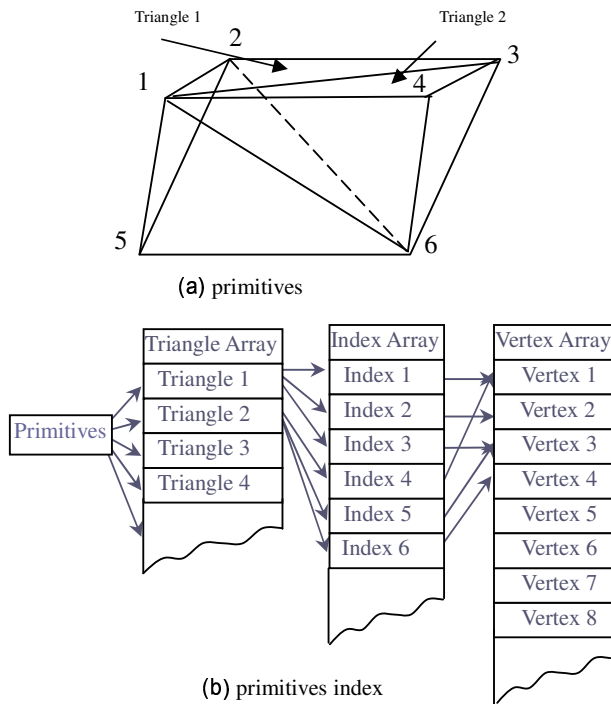 Triangle 1
Triangle 2
2
3
1
4
5
6
(a) primitives
Triangle Array
Index Array
Vertex Array
Triangle 1
Index 1
Vertex 1
Triangle 2
Index 2
Vertex 2
Primitives
Triangle 3
Index 3
Vertex 3
Triangle 4
Index 4
Vertex 4
Index 5
Vertex 5
Index 6
Vertex 6
Vertex 7
Vertex 8
(b) primitives index